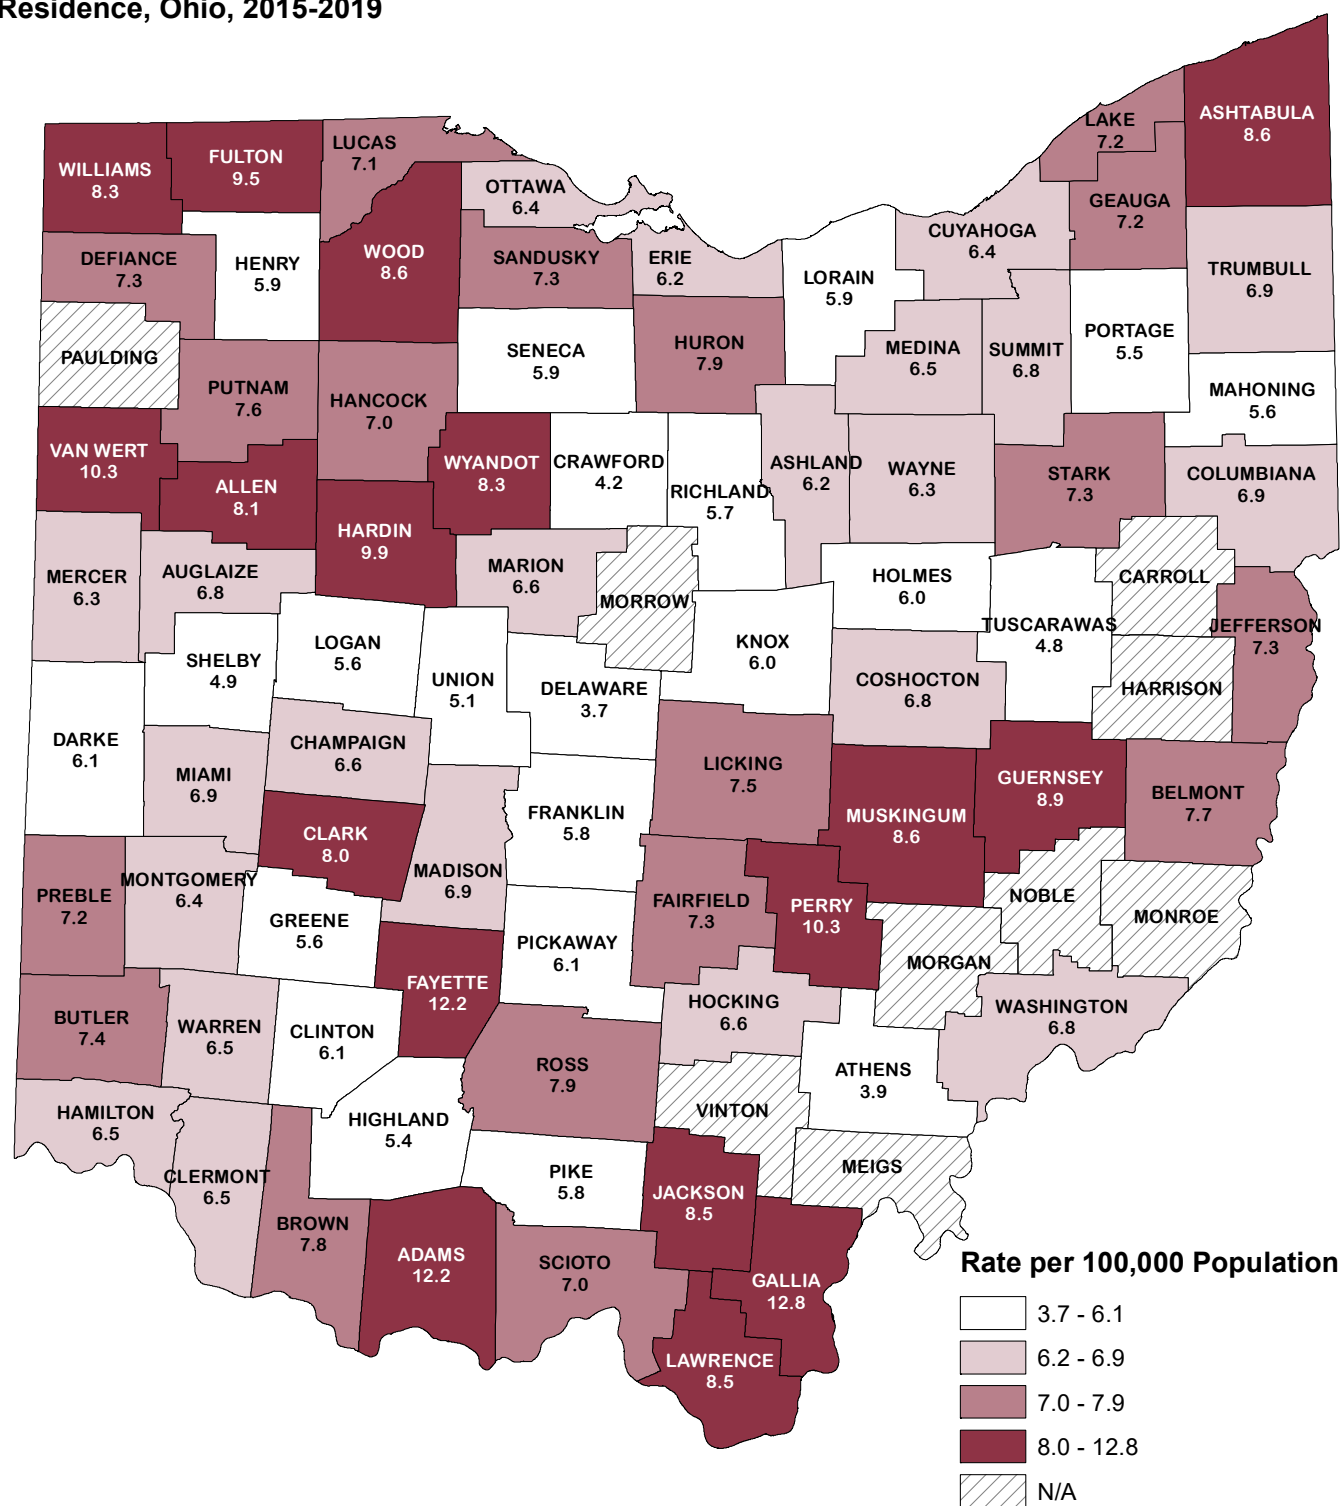 Residence, Ohio, 2015-2019
ASHTABULA
8.6
LAKE
7.2
LUCAS
7.1
FULTON
9.5
WILLIAMS
8.3
OTTAWA
6.4
GEAUGA
7.2
CUYAHOGA
6.4
WOOD
8.6
DEFIANCE
7.3
HENRY
5.9
SANDUSKY
7.3
ERIE
6.2
LORAIN
5.9
TRUMBULL
6.9
PORTAGE
5.5
PAULDING
SENECA
5.9
HURON
7.9
MEDINA
6.5
SUMMIT
6.8
MAHONING
5.6
PUTNAM
7.6
HANCOCK
7.0
VAN WERT
10.3
WYANDOT
8.3
CRAWFORD
4.2
RICHLAND
5.7
ASHLAND
6.2
WAYNE
6.3
STARK
7.3
COLUMBIANA
6.9
ALLEN
8.1
HARDIN
9.9
MERCER
6.3
AUGLAIZE
6.8
MARION
6.6
MORROW
HOLMES
6.0
CARROLL
TUSCARAWAS
4.8
JEFFERSON
7.3
LOGAN
5.6
KNOX
6.0
SHELBY
4.9
UNION
5.1
DELAWARE
3.7
COSHOCTON
6.8
HARRISON
DARKE
6.1
CHAMPAIGN
6.6
MIAMI
6.9
LICKING
7.5
GUERNSEY
8.9
BELMONT
7.7
FRANKLIN
5.8
MUSKINGUM
8.6
CLARK
8.0
MADISON
6.9
MONTGOMERY
6.4
PREBLE
7.2
FAIRFIELD
7.3
PERRY
10.3
NOBLE
MONROE
GREENE
5.6
PICKAWAY
6.1
MORGAN
FAYETTE
12.2
HOCKING
6.6
WASHINGTON
6.8
BUTLER
7.4
WARREN
6.5
CLINTON
6.1
ROSS
7.9
ATHENS
3.9
HAMILTON
6.5
HIGHLAND
5.4
VINTON
MEIGS
CLERMONT
6.5
PIKE
5.8
JACKSON
8.5
BROWN
7.8
ADAMS
12.2
SCIOTO
7.0
GALLIA
12.8
LAWRENCE
8.5
Rate per 100,000 Population
3.7 - 6.1
6.2 - 6.9
7.0 - 7.9
8.0 - 12.8
N/A